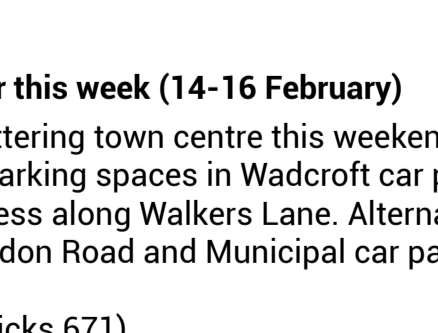 r this week (14-16 February)
ttering town centre this weeken
arking spaces in Wadcroft car p
ess along Walkers Lane. Alterna
don Road and Municipal car pa
icks 671)